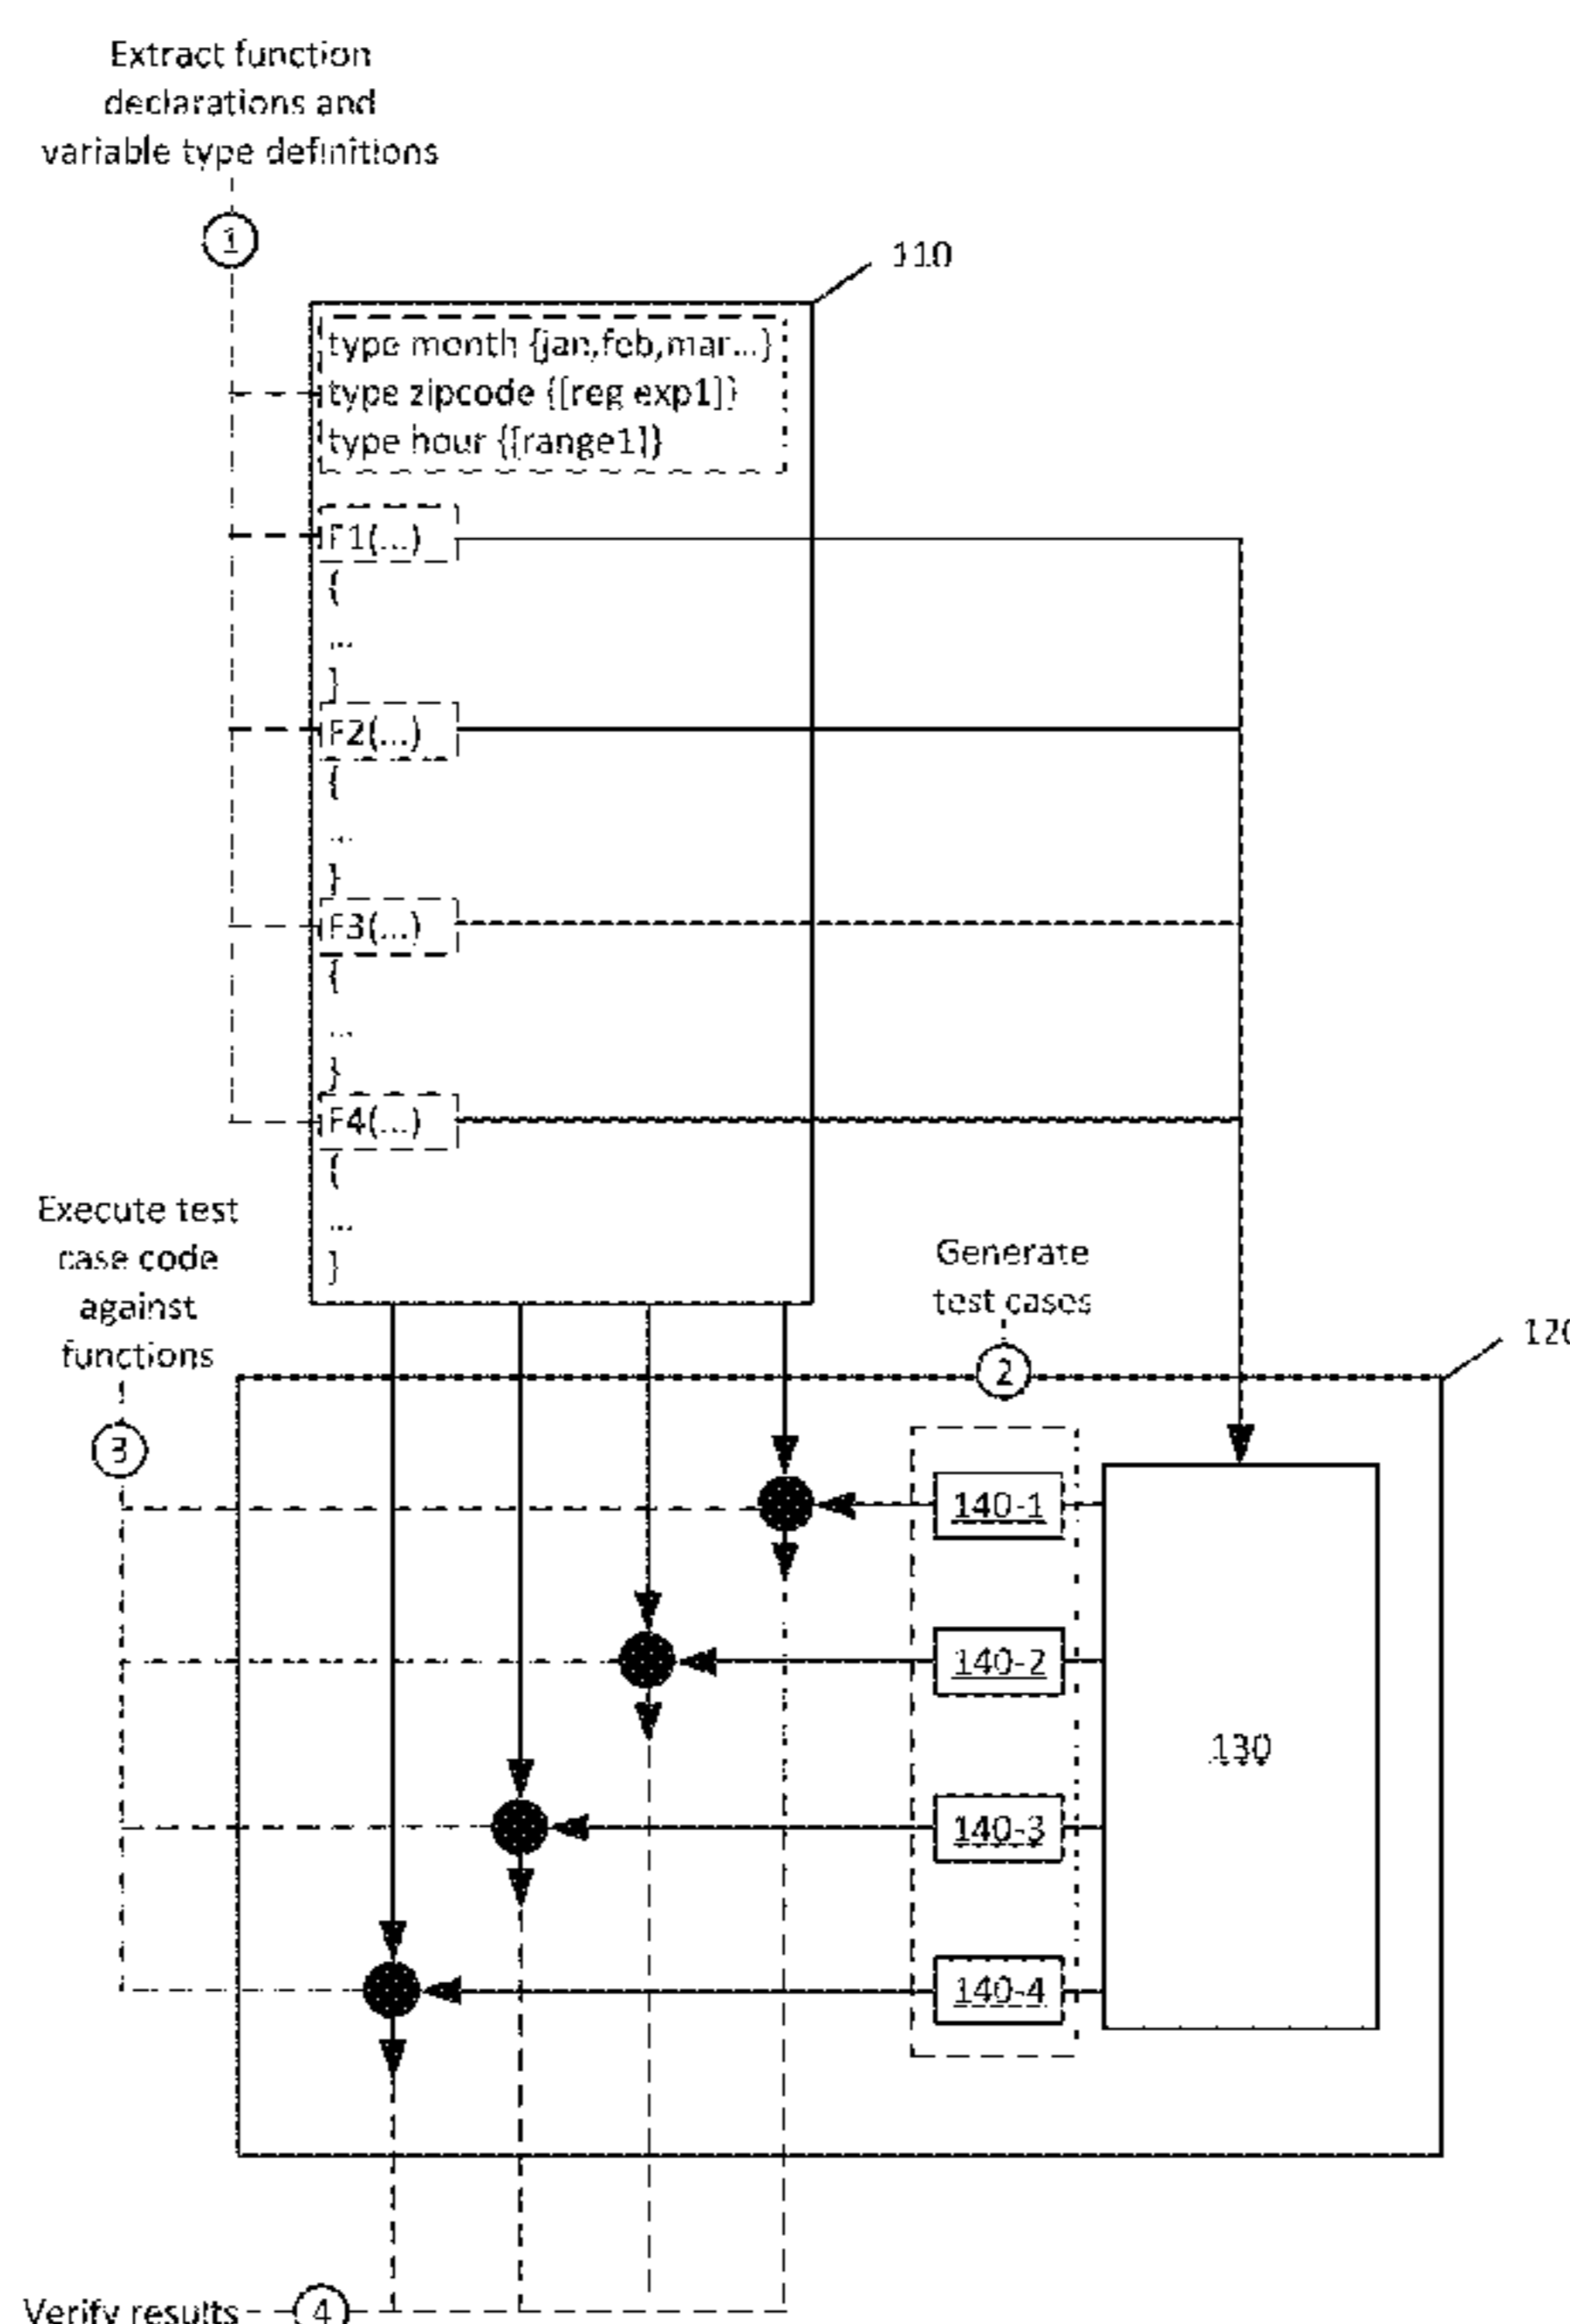 Extract function
declarations and
variable type definitions
1
110
type month {jan,feb,mar...}
type zipcode {[reg exp1]}
type hour {[range1]}
F1(...)
{
...
}
F2(...)
{
...
}
F3(...)
{
...
}
F4(...)
{
...
}
Execute test
case code
against
functions
3
Generate
test cases
2
120
140-1
140-2
140-3
140-4
130
Verify results
4